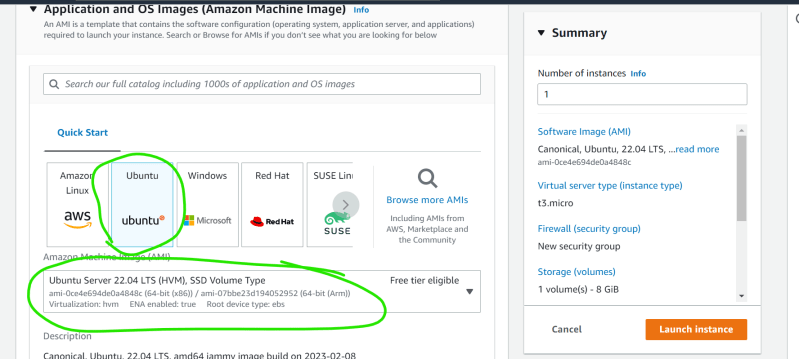 Application and OS Images (Amazon Machine Image) Info
An AMI is a template that contains the software configuration (operating system, application server, and applications)
required to launch your instance. Search or Browse for AMIs if you don't see what you are looking for below
Search our full catalog including 1000s of application and OS images
Quick Start
Amazon
Linux
aws
Ubuntu
ubuntu
Windows
Microsoft
Red Hat
Red Hat
SUSE Lin
SUSE
Browse more AMIs
Including AMIs from
AWS, Marketplace and
the Community
Amazon Machine Image (AMI)
Ubuntu Server 22.04 LTS (HVM), SSD Volume Type
Free tier eligible
ami-0ce4e694de0a4848c (64-bit (x86)) / ami-07bbe23d194052952 (64-bit (Arm))
Virtualization: hvm ENA enabled: true Root device type: ebs
Description
Canonical, Ubuntu, 22.04 LTS, amd64 jammy image build on 2023-02-08
Summary
Number of instances Info
1
Software Image (AMI)
Canonical, Ubuntu, 22.04 LTS, ...read more
ami-0ce4e694de0a4848c
Virtual server type (instance type)
t3.micro
Firewall (security group)
New security group
Storage (volumes)
1 volume(s) - 8 GiB
Cancel
Launch instance